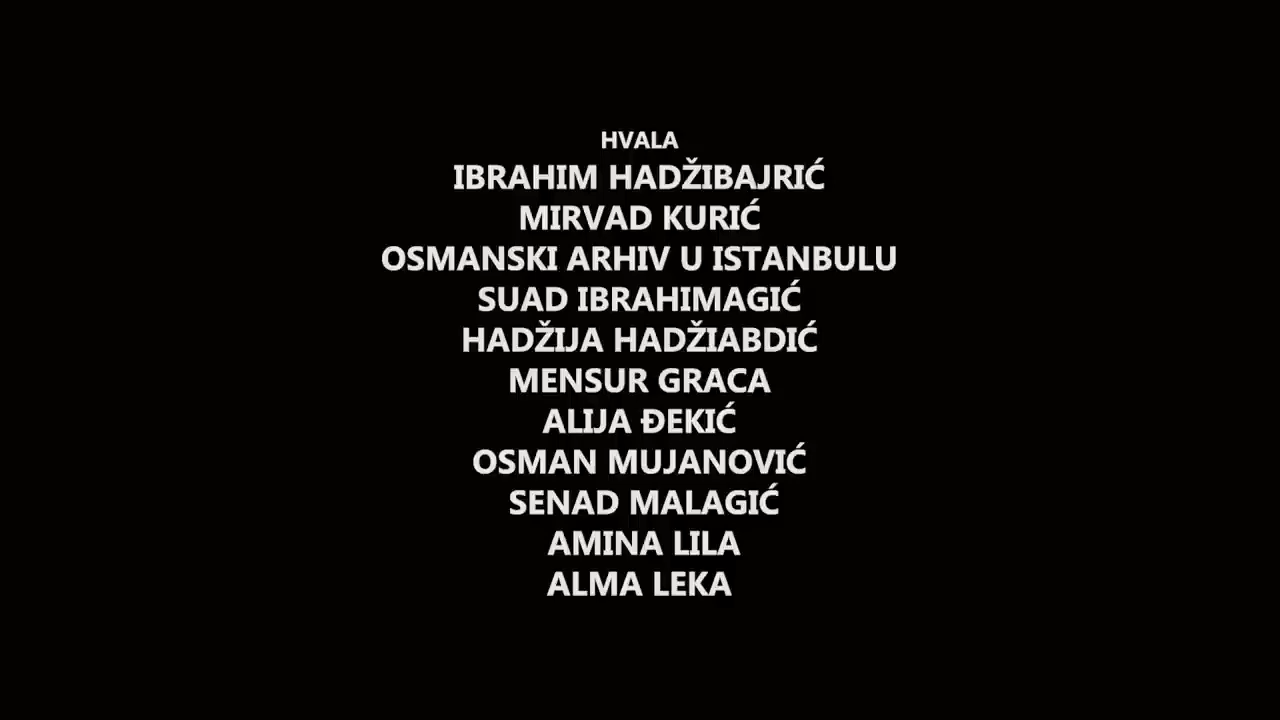 HVALA
IBRAHIM HADŽIBAJRIĆ
MIRVAD KURIĆ
OSMANSKI ARHIV U ISTANBULU
SUAD IBRAHIMAGIĆ
HADŽIJA HADŽIABDIĆ
MENSUR GRACA
ALIJA ĐEKIĆ
OSMAN MUJANOVIĆ
SENAD MALAGIĆ
AMINA LILA
ALMA LEKA